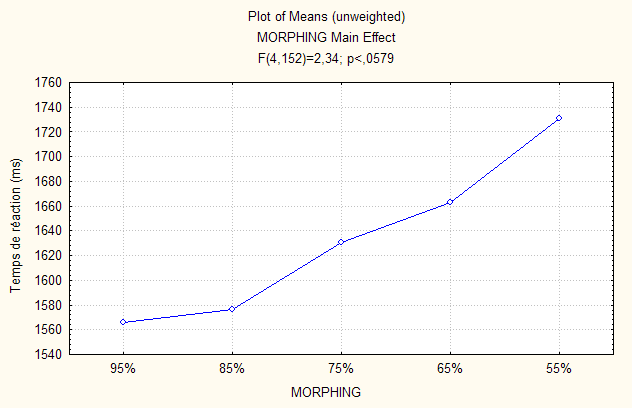 Plot of Means (unweighted)
MORPHING Main Effect
F(4,152)=2,34; p<,0579
Temps de réaction (ms)
1760
1740
1720
1700
1680
1660
1640
1620
1600
1580
1560
1540
95% 85% 75% 65% 55%
MORPHING